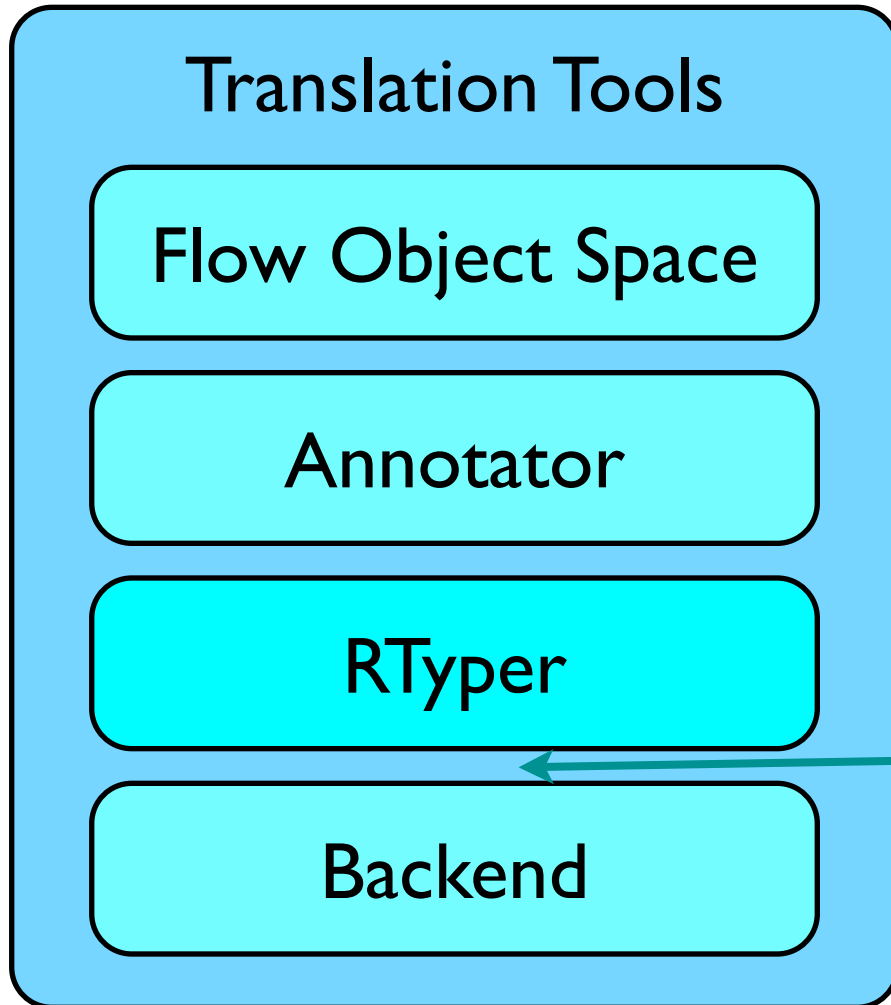 Translation Tools
Flow Object Space
Annotator
RTyper
Backend